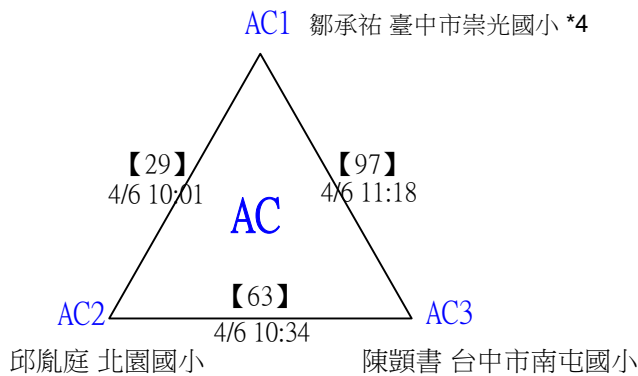 AC1 鄒承祐 臺中市崇光國小 *4
【29】
4/6 10:01
【97】
4/6 11:18
AC
【63】
4/6 10:34
AC2
AC3
邱胤庭 北園國小
陳顗書 台中市南屯國小